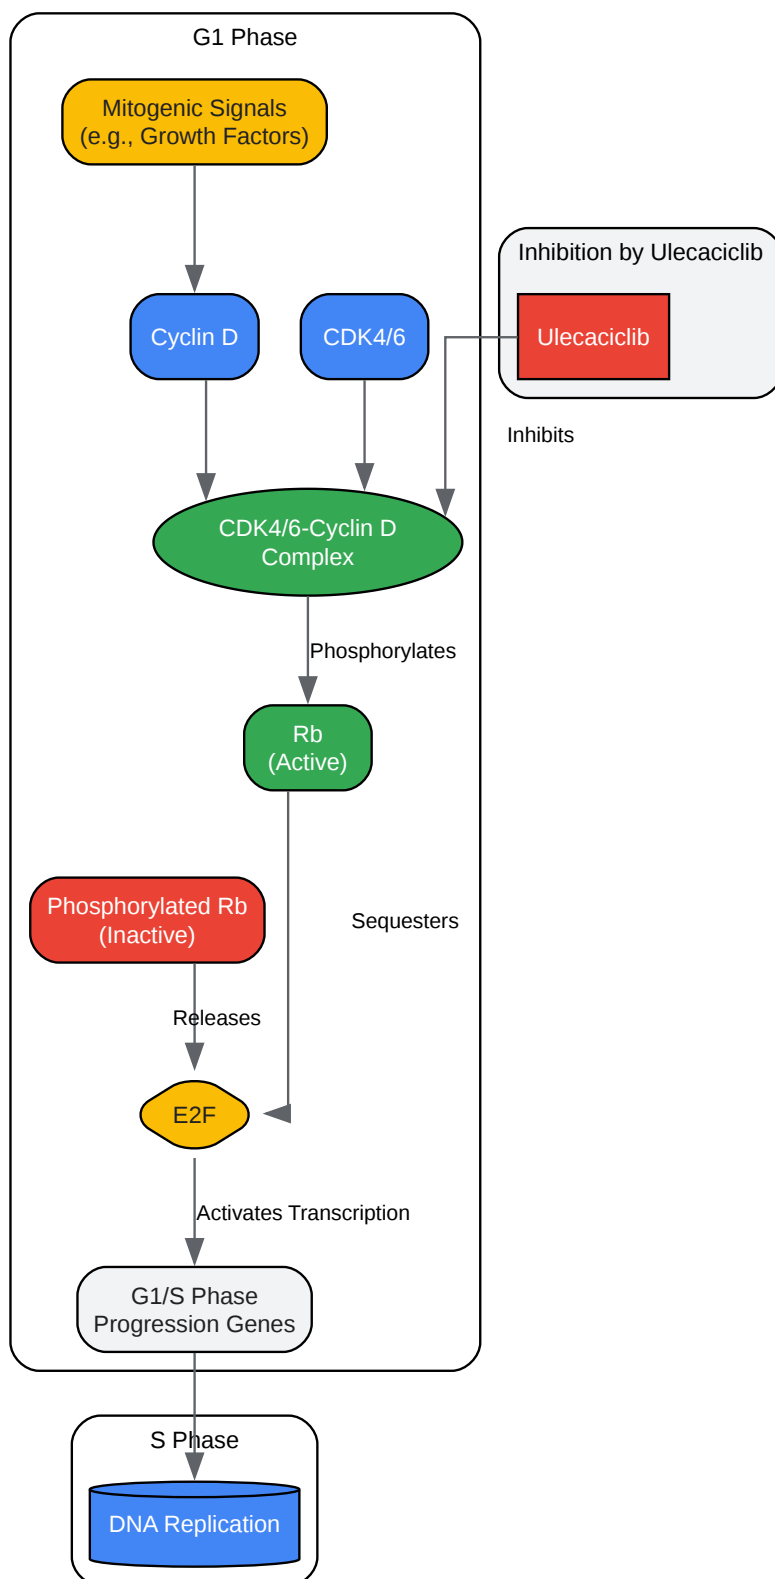 G1 Phase
Mitogenic Signals
(e.g., Growth Factors)
Inhibition by Ulecaciclib
Cyclin D
CDK4/6
Ulecaciclib
Inhibits
CDK4/6-Cyclin D
Complex
Phosphorylates
Rb
(Active)
Phosphorylated Rb
(Inactive)
Sequesters
Releases
E2F
Activates Transcription
G1/S Phase
Progression Genes
S Phase
DNA Replication